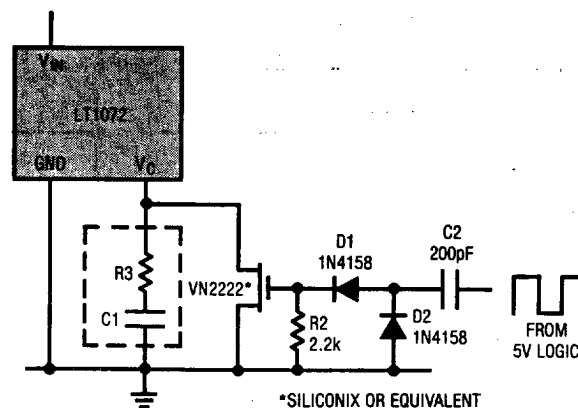 VIN
LT1072
GND
VC
R3
C1
VN2222*
D1
1N4158
R2
2.2k
D2
1N4158
C2
200pF
FROM
5V LOGIC
*SILICONIX OR EQUIVALENT